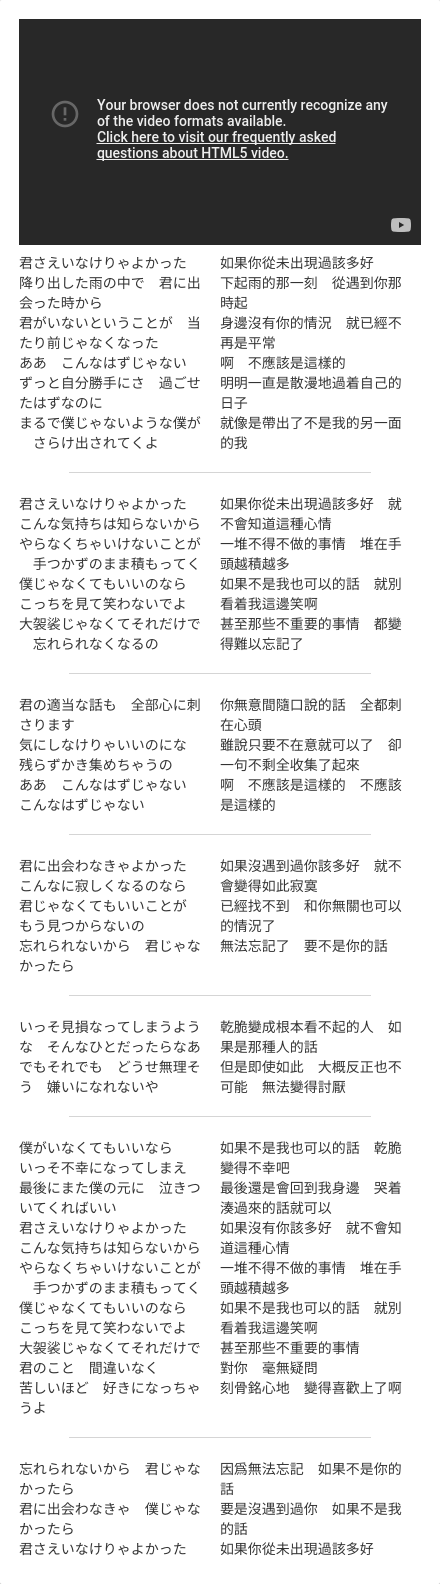 Your browser does not currently recognize any
of the video formats available.
Click here to visit our frequently asked
questions about HTML5 video.
君さえいなけりゃよかった
降り出した雨の中で　君に出
会った時から
君がいないということが　当
たり前じゃなくなった
ああ　こんなはずじゃない
ずっと自分勝手にさ　過ごせ
たはずなのに
まるで僕じゃないような僕が
　さらけ出されてくよ
如果你從未出現過該多好
下起雨的那一刻　從遇到你那
時起
身邊沒有你的情況　就已經不
再是平常
啊　不應該是這樣的
明明一直是散漫地過着自己的
日子
就像是帶出了不是我的另一面
的我
君さえいなけりゃよかった
こんな気持ちは知らないから
やらなくちゃいけないことが
　手つかずのまま積もってく
僕じゃなくてもいいのなら
こっちを見て笑わないでよ
大袈裟じゃなくてそれだけで
　忘れられなくなるの
如果你從未出現過該多好　就
不會知道這種心情
一堆不得不做的事情　堆在手
頭越積越多
如果不是我也可以的話　就別
看着我這邊笑啊
甚至那些不重要的事情　都變
得難以忘記了
君の適当な話も　全部心に刺
さります
気にしなけりゃいいのにな
残らずかき集めちゃうの
ああ　こんなはずじゃない
こんなはずじゃない
你無意間隨口說的話　全都刺
在心頭
雖說只要不在意就可以了　卻
一句不剩全收集了起來
啊　不應該是這樣的　不應該
是這樣的
君に出会わなきゃよかった
こんなに寂しくなるのなら
君じゃなくてもいいことが
もう見つからないの
忘れられないから　君じゃな
かったら
如果沒遇到過你該多好　就不
會變得如此寂寞
已經找不到　和你無關也可以
的情況了
無法忘記了　要不是你的話
いっそ見損なってしまうよう
な　そんなひとだったらなあ
でもそれでも　どうせ無理そ
う　嫌いになれないや
乾脆變成根本看不起的人　如
果是那種人的話
但是即使如此　大概反正也不
可能　無法變得討厭
僕がいなくてもいいなら
いっそ不幸になってしまえ
最後にまた僕の元に　泣きつ
いてくればいい
君さえいなけりゃよかった
こんな気持ちは知らないから
やらなくちゃいけないことが
　手つかずのまま積もってく
僕じゃなくてもいいのなら
こっちを見て笑わないでよ
大袈裟じゃなくてそれだけで
君のこと　間違いなく
苦しいほど　好きになっちゃ
うよ
如果不是我也可以的話　乾脆
變得不幸吧
最後還是會回到我身邊　哭着
湊過來的話就可以
如果沒有你該多好　就不會知
道這種心情
一堆不得不做的事情　堆在手
頭越積越多
如果不是我也可以的話　就別
看着我這邊笑啊
甚至那些不重要的事情
對你　毫無疑問
刻骨銘心地　變得喜歡上了啊
忘れられないから　君じゃな
かったら
君に出会わなきゃ　僕じゃな
かったら
君さえいなけりゃよかった
因爲無法忘記　如果不是你的
話
要是沒遇到過你　如果不是我
的話
如果你從未出現過該多好